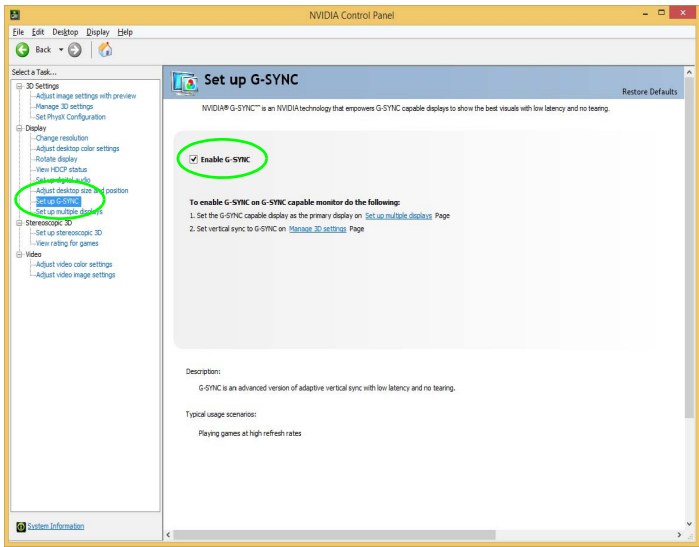 NVIDIA Control Panel
File Edit Desktop Display Help
Back
Select a Task...
3D Settings
Adjust image settings with preview
Manage 3D settings
Set PhysX Configuration
Display
Change resolution
Adjust desktop color settings
Rotate display
View HDCP status
Set up digital audio
Adjust desktop size and position
Set up G-SYNC
Set up multiple displays
Stereoscopic 3D
Set up stereoscopic 3D
View rating for games
Video
Adjust video color settings
Adjust video image settings
System Information
Set up G-SYNC
Restore Defaults
NVIDIA® G-SYNC™ is an NVIDIA technology that empowers G-SYNC capable displays to show the best visuals with low latency and no tearing.
Enable G-SYNC
To enable G-SYNC on G-SYNC capable monitor do the following:
1. Set the G-SYNC capable display as the primary display on Set up multiple displays Page
2. Set vertical sync to G-SYNC on Manage 3D settings Page
Description:
G-SYNC is an advanced version of adaptive vertical sync with low latency and no tearing.
Typical usage scenarios:
Playing games at high refresh rates